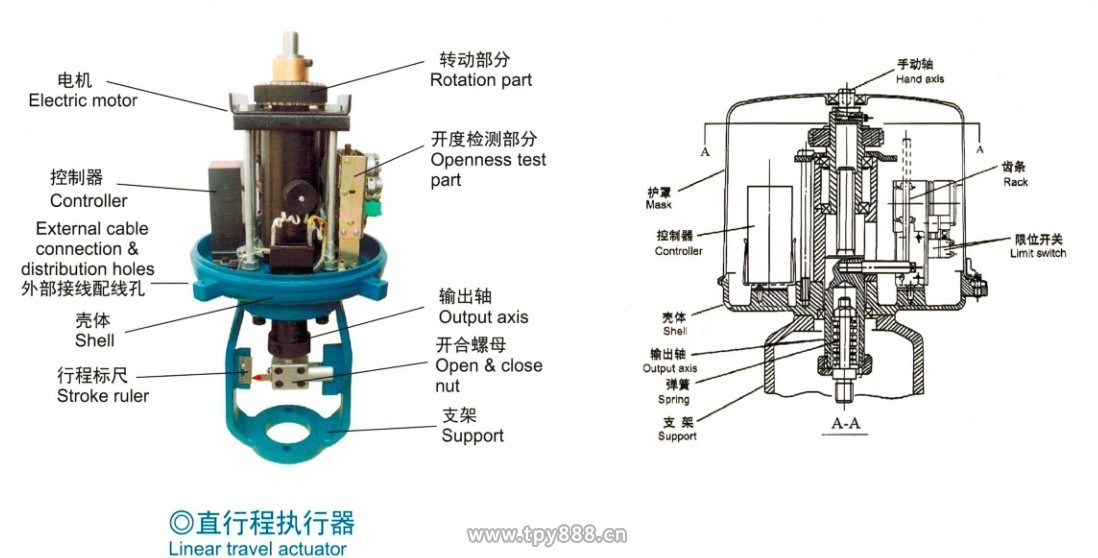 电机
Electric motor
控制器
Controller
External cable
connection &
distribution holes
外部接线配线孔
壳体
Shell
行程标尺
Stroke ruler
转动部分
Rotation part
开度检测部分
Openness test
part
输出轴
Output axis
开合螺母
Open & close
nut
支架
Support
◎直行程执行器
Linear travel actuator
手动轴
Hand axis
A
A
护罩
Mask
控制器
Controller
齿条
Rack
限位开关
Limit switch
壳体
Shell
输出轴
Output axis
弹簧
Spring
支架
Support
A-A
www.tpy888.cn